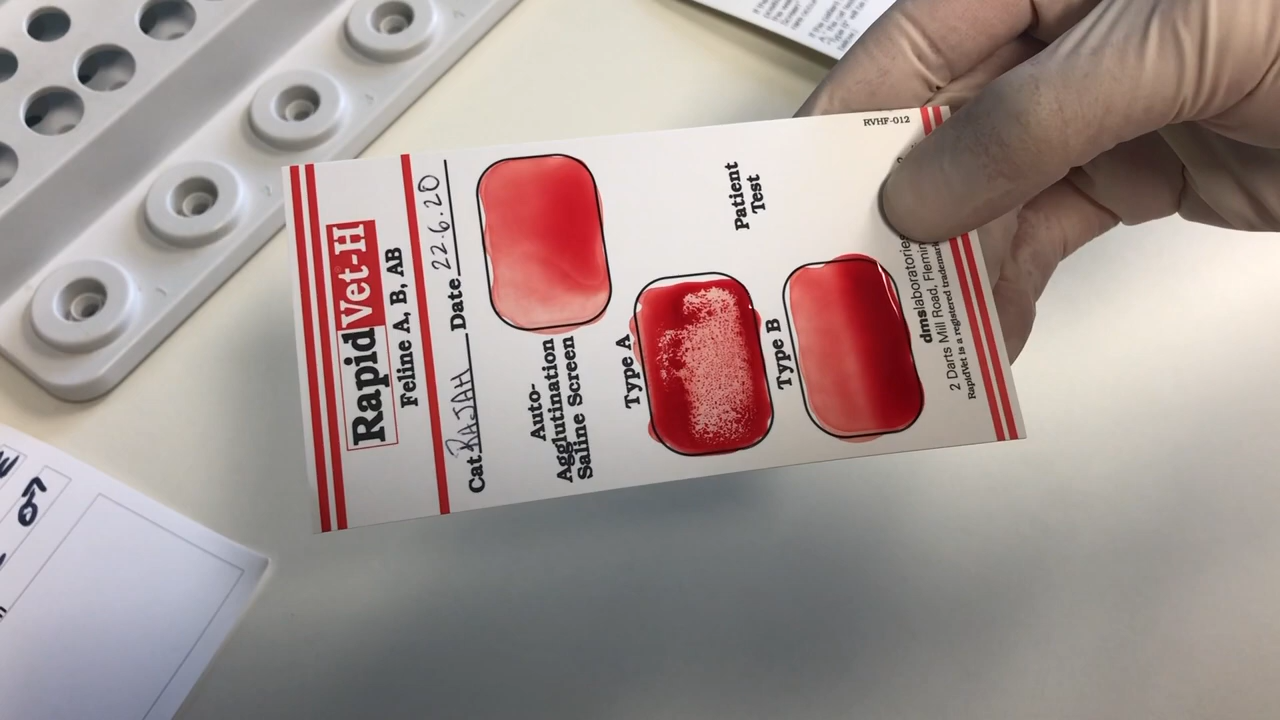 RapidVet-H
Feline A, B, AB
Cat RAJAH Date 22.6.20
Auto-
Agglutination
Saline Screen
Patient
Test
Type A
Type B
RVHF-012
dmslaboratories
2 Darts Mill Road, Flemin
RapidVet is a registered trademark